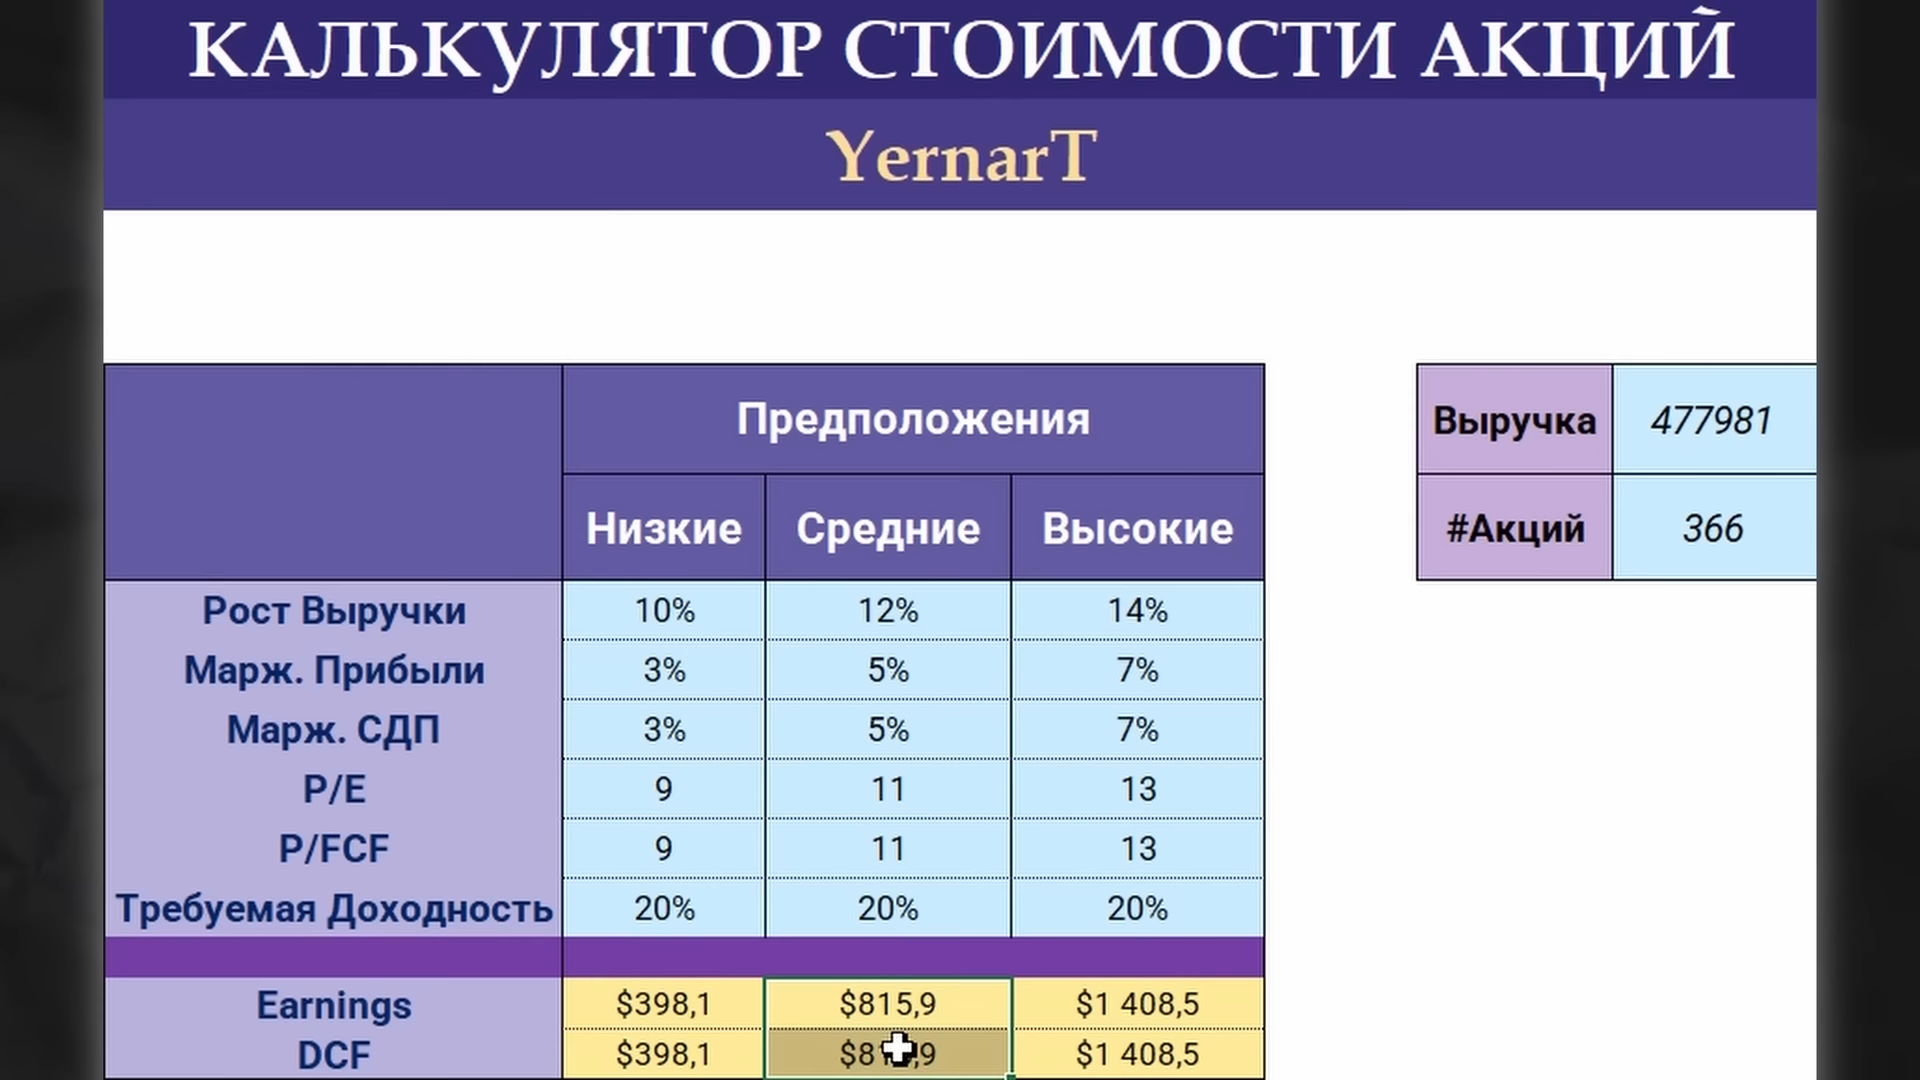 КАЛЬКУЛЯТОР СТОИМОСТИ АКЦИЙ
YernarT
Предположения
Низкие Средние Высокие
Выручка 477981
#Акций 366
Рост Выручки 10% 12% 14%
Марж. Прибыли 3% 5% 7%
Марж. СДП 3% 5% 7%
P/E 9 11 13
P/FCF 9 11 13
Требуемая Доходность 20% 20% 20%
Earnings $398,1 $815,9 $1 408,5
DCF $398,1 $1 408,5